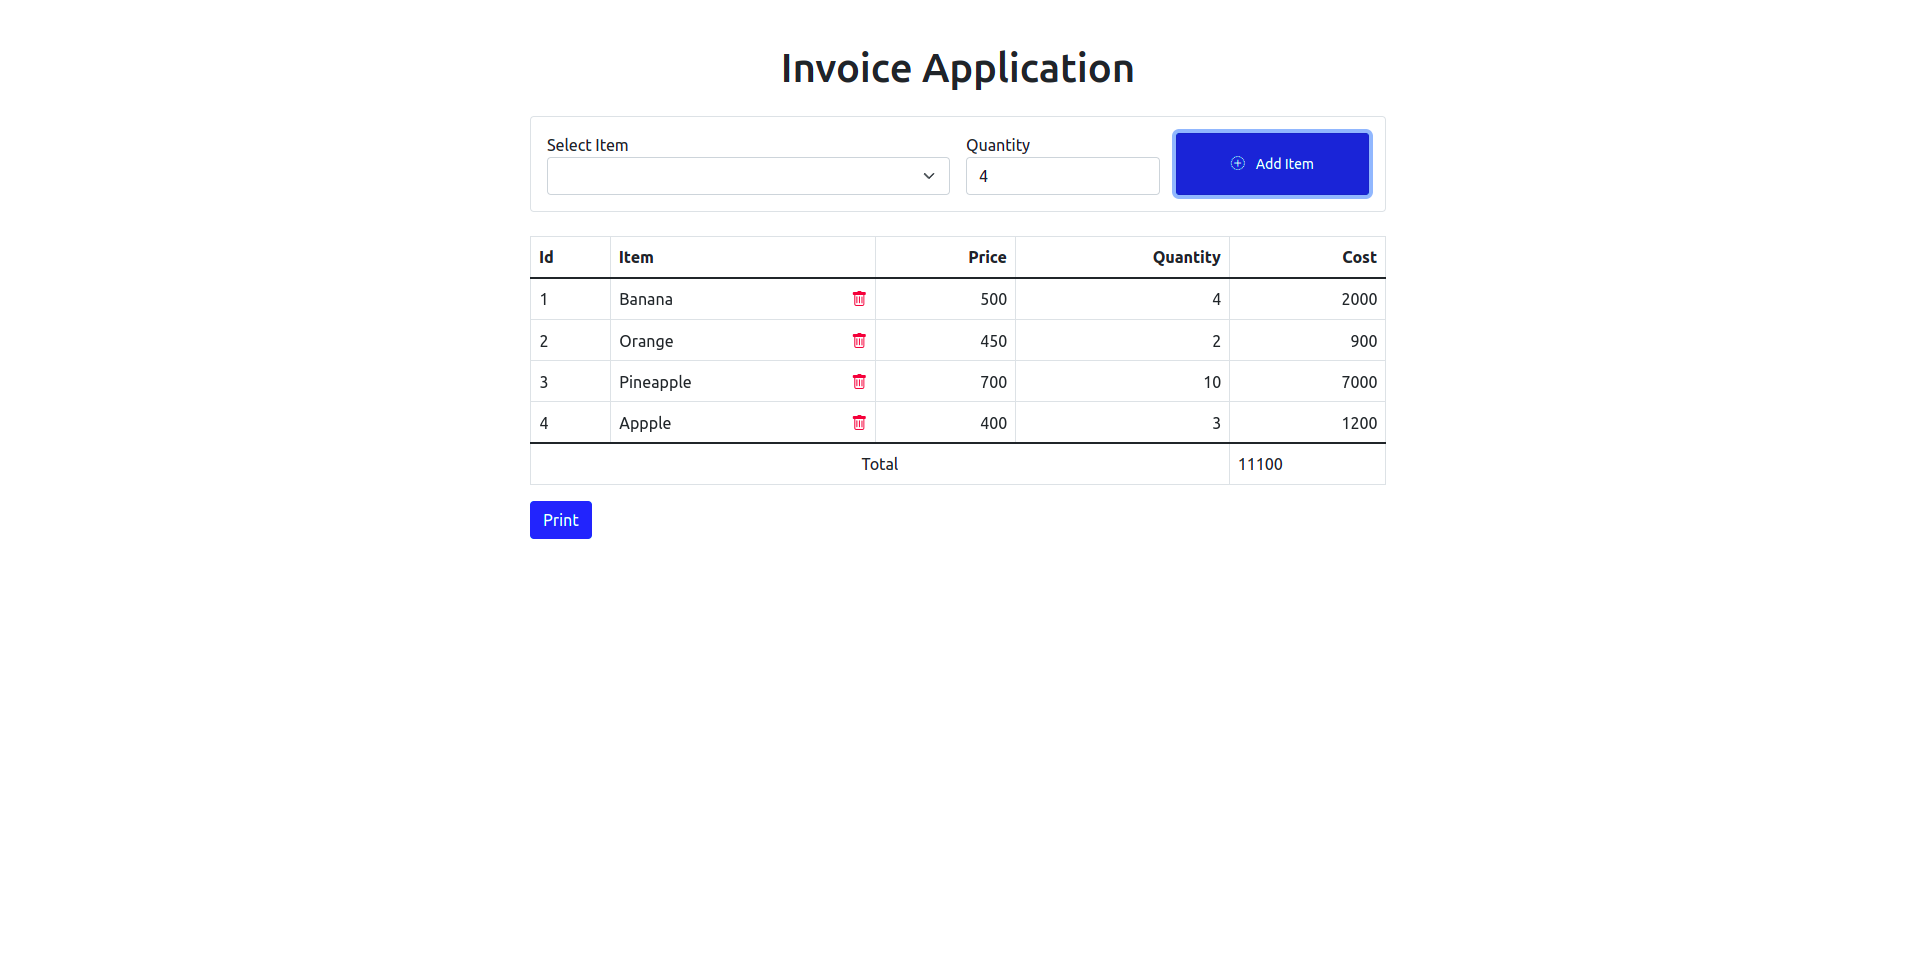 Invoice Application
Select Item
Quantity
4
Add Item
Id Item Price Quantity Cost
1 Banana 500 4 2000
2 Orange 450 2 900
3 Pineapple 700 10 7000
4 Appple 400 3 1200
Total 11100
Print